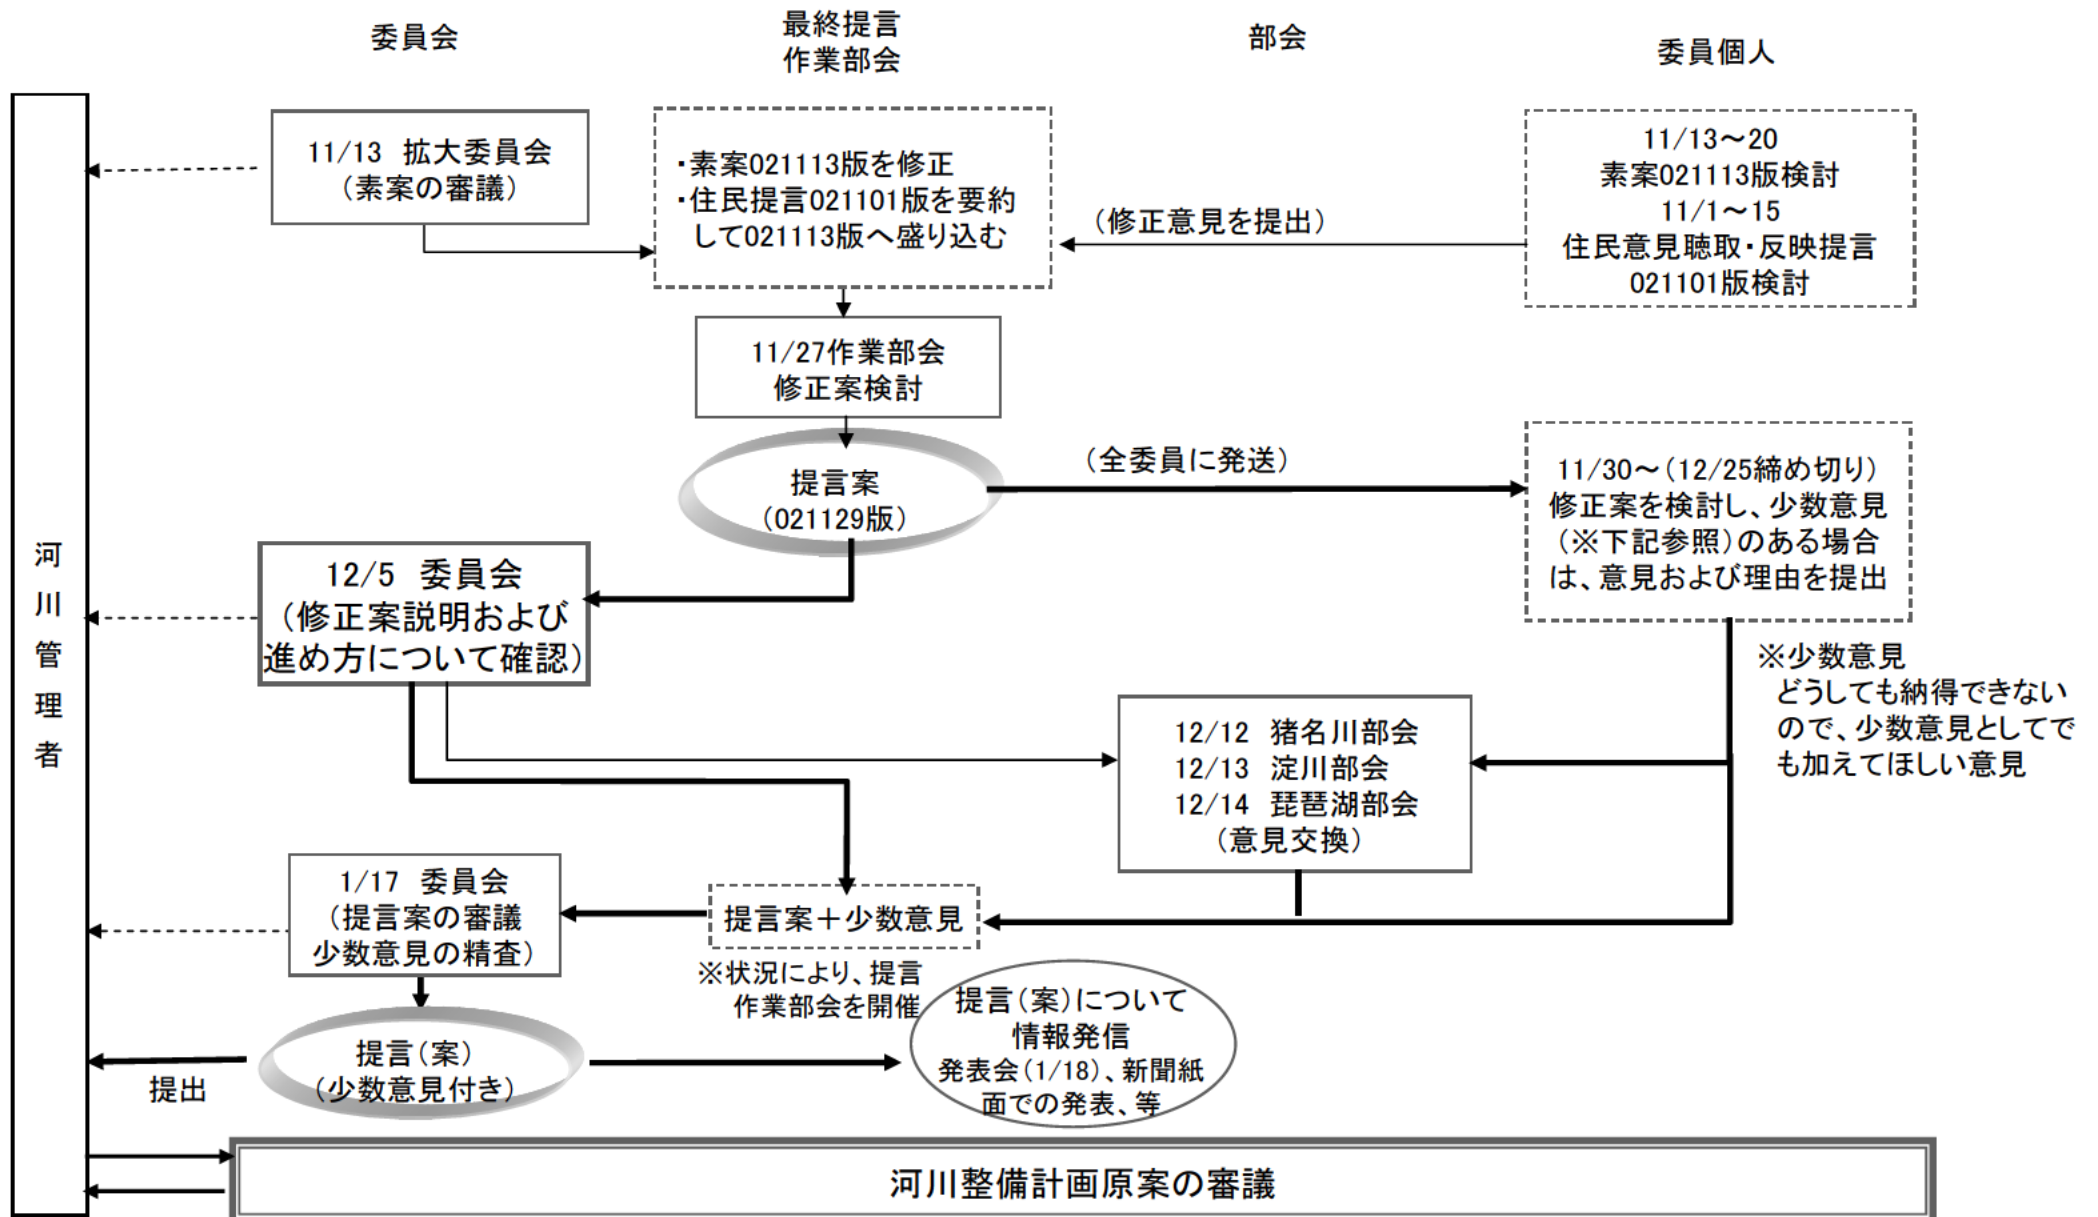 委員会
最終提言
作業部会
部会
委員個人
11/13 拡大委員会
(素案の審議)
・素案021113版を修正
・住民提言021101版を要約
して021113版へ盛り込む
(修正意見を提出)
11/13～20
素案021113版検討
11/1～15
住民意見聴取・反映提言
021101版検討
11/27作業部会
修正案検討
提言案
(021129版)
(全委員に発送)
11/30～(12/25締め切り)
修正案を検討し、少数意見
(※下記参照)のある場合
は、意見および理由を提出
河川管理者
12/5 委員会
(修正案説明および
進め方について確認)
※少数意見
どうしても納得できない
ので、少数意見としてで
も加えてほしい意見
12/12 猪名川部会
12/13 淀川部会
12/14 琵琶湖部会
(意見交換)
1/17 委員会
(提言案の審議
少数意見の精査)
提言案＋少数意見
※状況により、提言
作業部会を開催
提言(案)
(少数意見付き)
提出
提言(案)について
情報発信
発表会(1/18)、新聞紙
面での発表、等
河川整備計画原案の審議